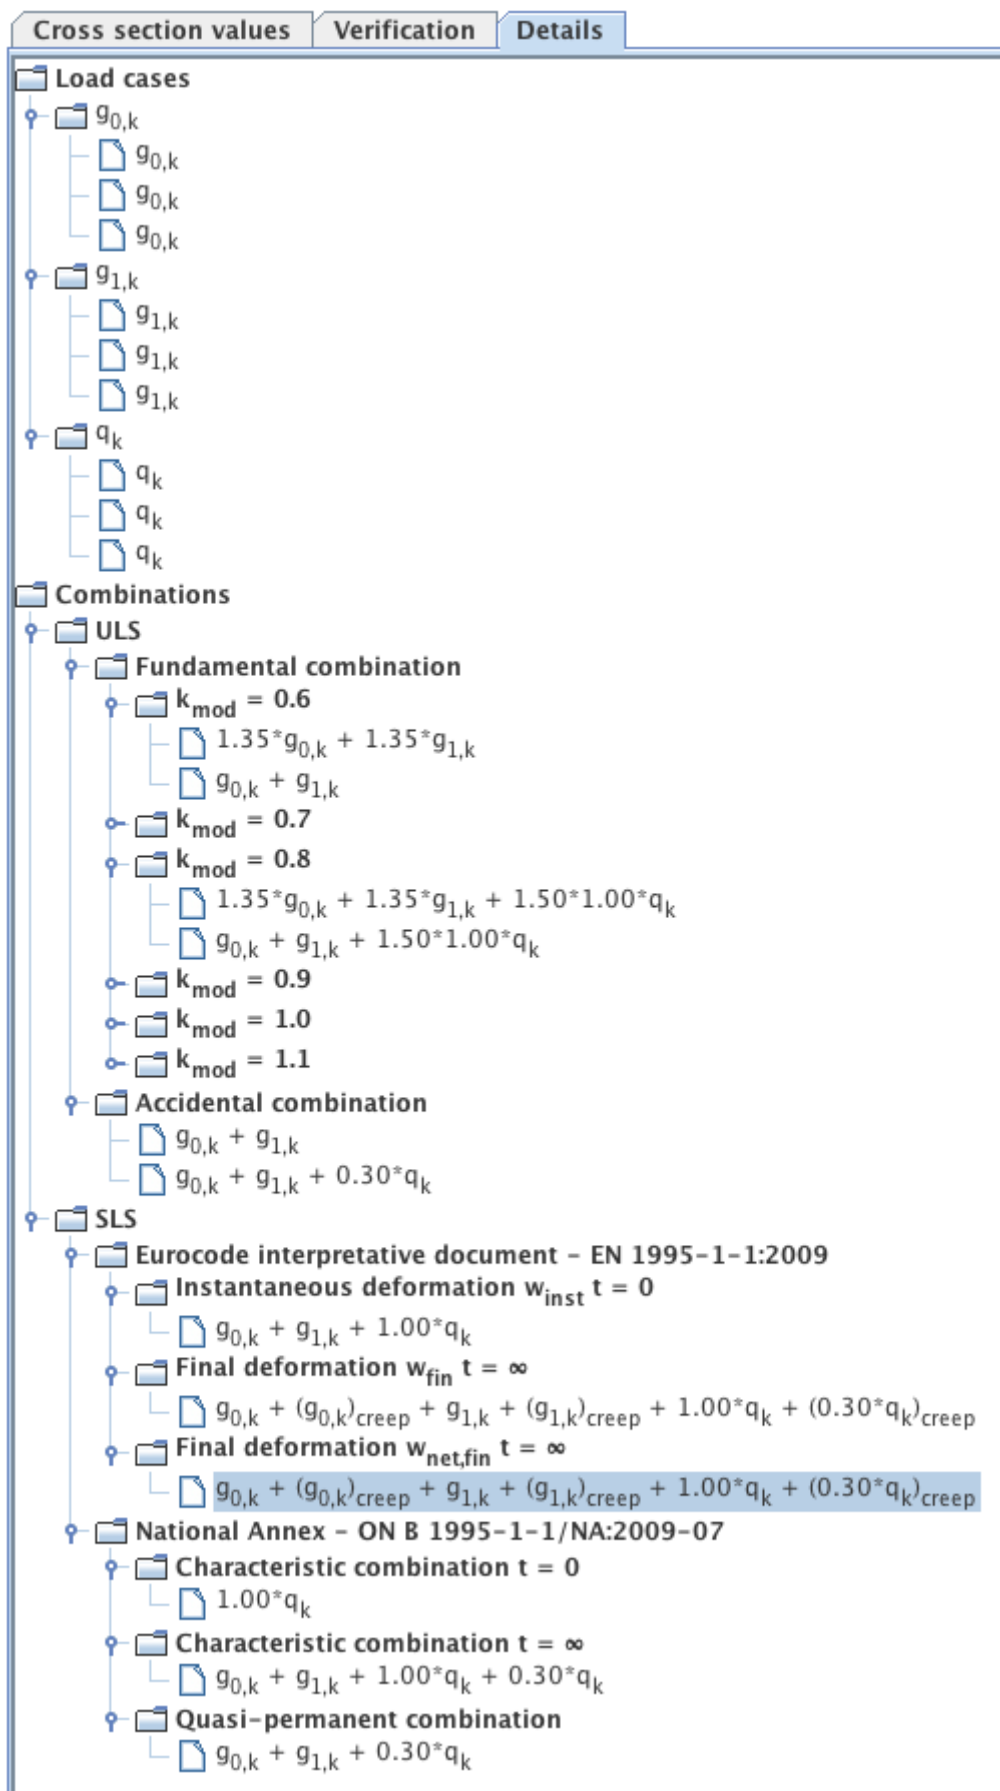 Cross section values Verification Details
Load cases
g0,k
g0,k
g0,k
g0,k
g1,k
g1,k
g1,k
g1,k
qk
qk
qk
qk
Combinations
ULS
Fundamental combination
kmod = 0.6
1.35*g0,k + 1.35*g1,k
g0,k + g1,k
kmod = 0.7
kmod = 0.8
1.35*g0,k + 1.35*g1,k + 1.50*1.00*qk
g0,k + g1,k + 1.50*1.00*qk
kmod = 0.9
kmod = 1.0
kmod = 1.1
Accidental combination
g0,k + g1,k
g0,k + g1,k + 0.30*qk
SLS
Eurocode interpretative document – EN 1995-1-1:2009
Instantaneous deformation winst t = 0
g0,k + g1,k + 1.00*qk
Final deformation wfin t = ∞
g0,k + (g0,k)creep + g1,k + (g1,k)creep + 1.00*qk + (0.30*qk)creep
Final deformation wnet,fin t = ∞
g0,k + (g0,k)creep + g1,k + (g1,k)creep + 1.00*qk + (0.30*qk)creep
National Annex – ON B 1995-1-1/NA:2009-07
Characteristic combination t = 0
1.00*qk
Characteristic combination t = ∞
g0,k + g1,k + 1.00*qk + 0.30*qk
Quasi-permanent combination
g0,k + g1,k + 0.30*qk